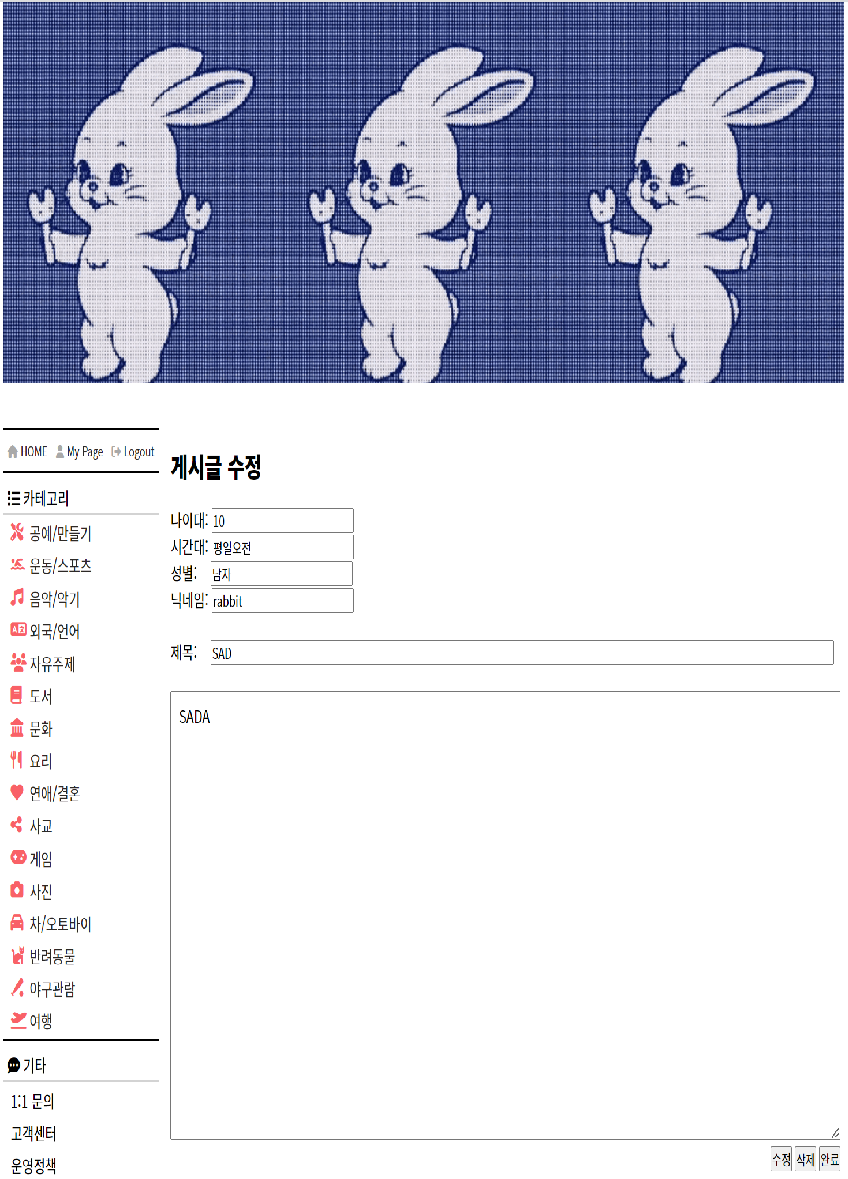 HOME My Page Logout
카테고리
공예/만들기
운동/스포츠
음악/악기
외국/언어
자유주제
도서
문화
요리
연애/결혼
사교
게임
사진
차/오토바이
반려동물
야구관람
여행
기타
1:1 문의
고객센터
운영정책
게시글 수정
나이대: 10
시간대: 평일오전
성별: 남자
닉네임: rabbit
제목: SAD
SADA
수정 삭제 완료